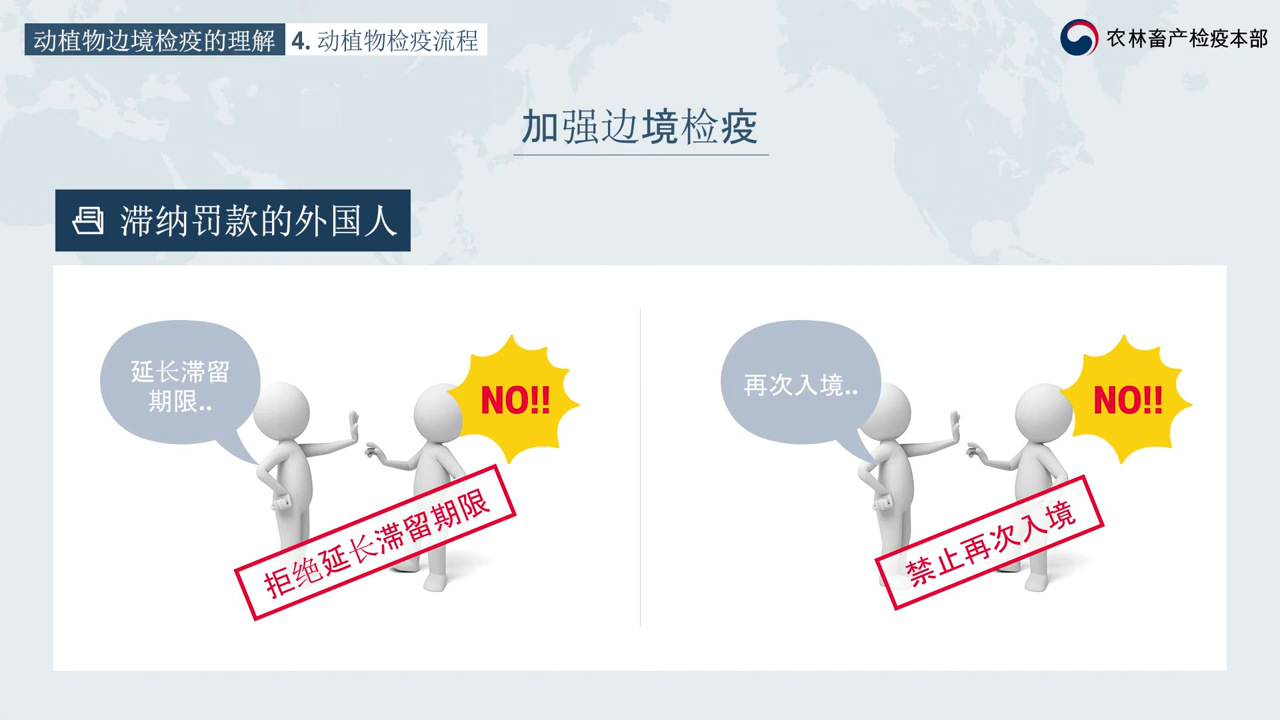 动植物边境检疫的理解 4. 动植物检疫流程
农林畜产检疫本部
加强边境检疫
滞纳罚款的外国人
延长滞留
期限..
NO!!
拒绝延长滞留期限
再次入境..
NO!!
禁止再次入境